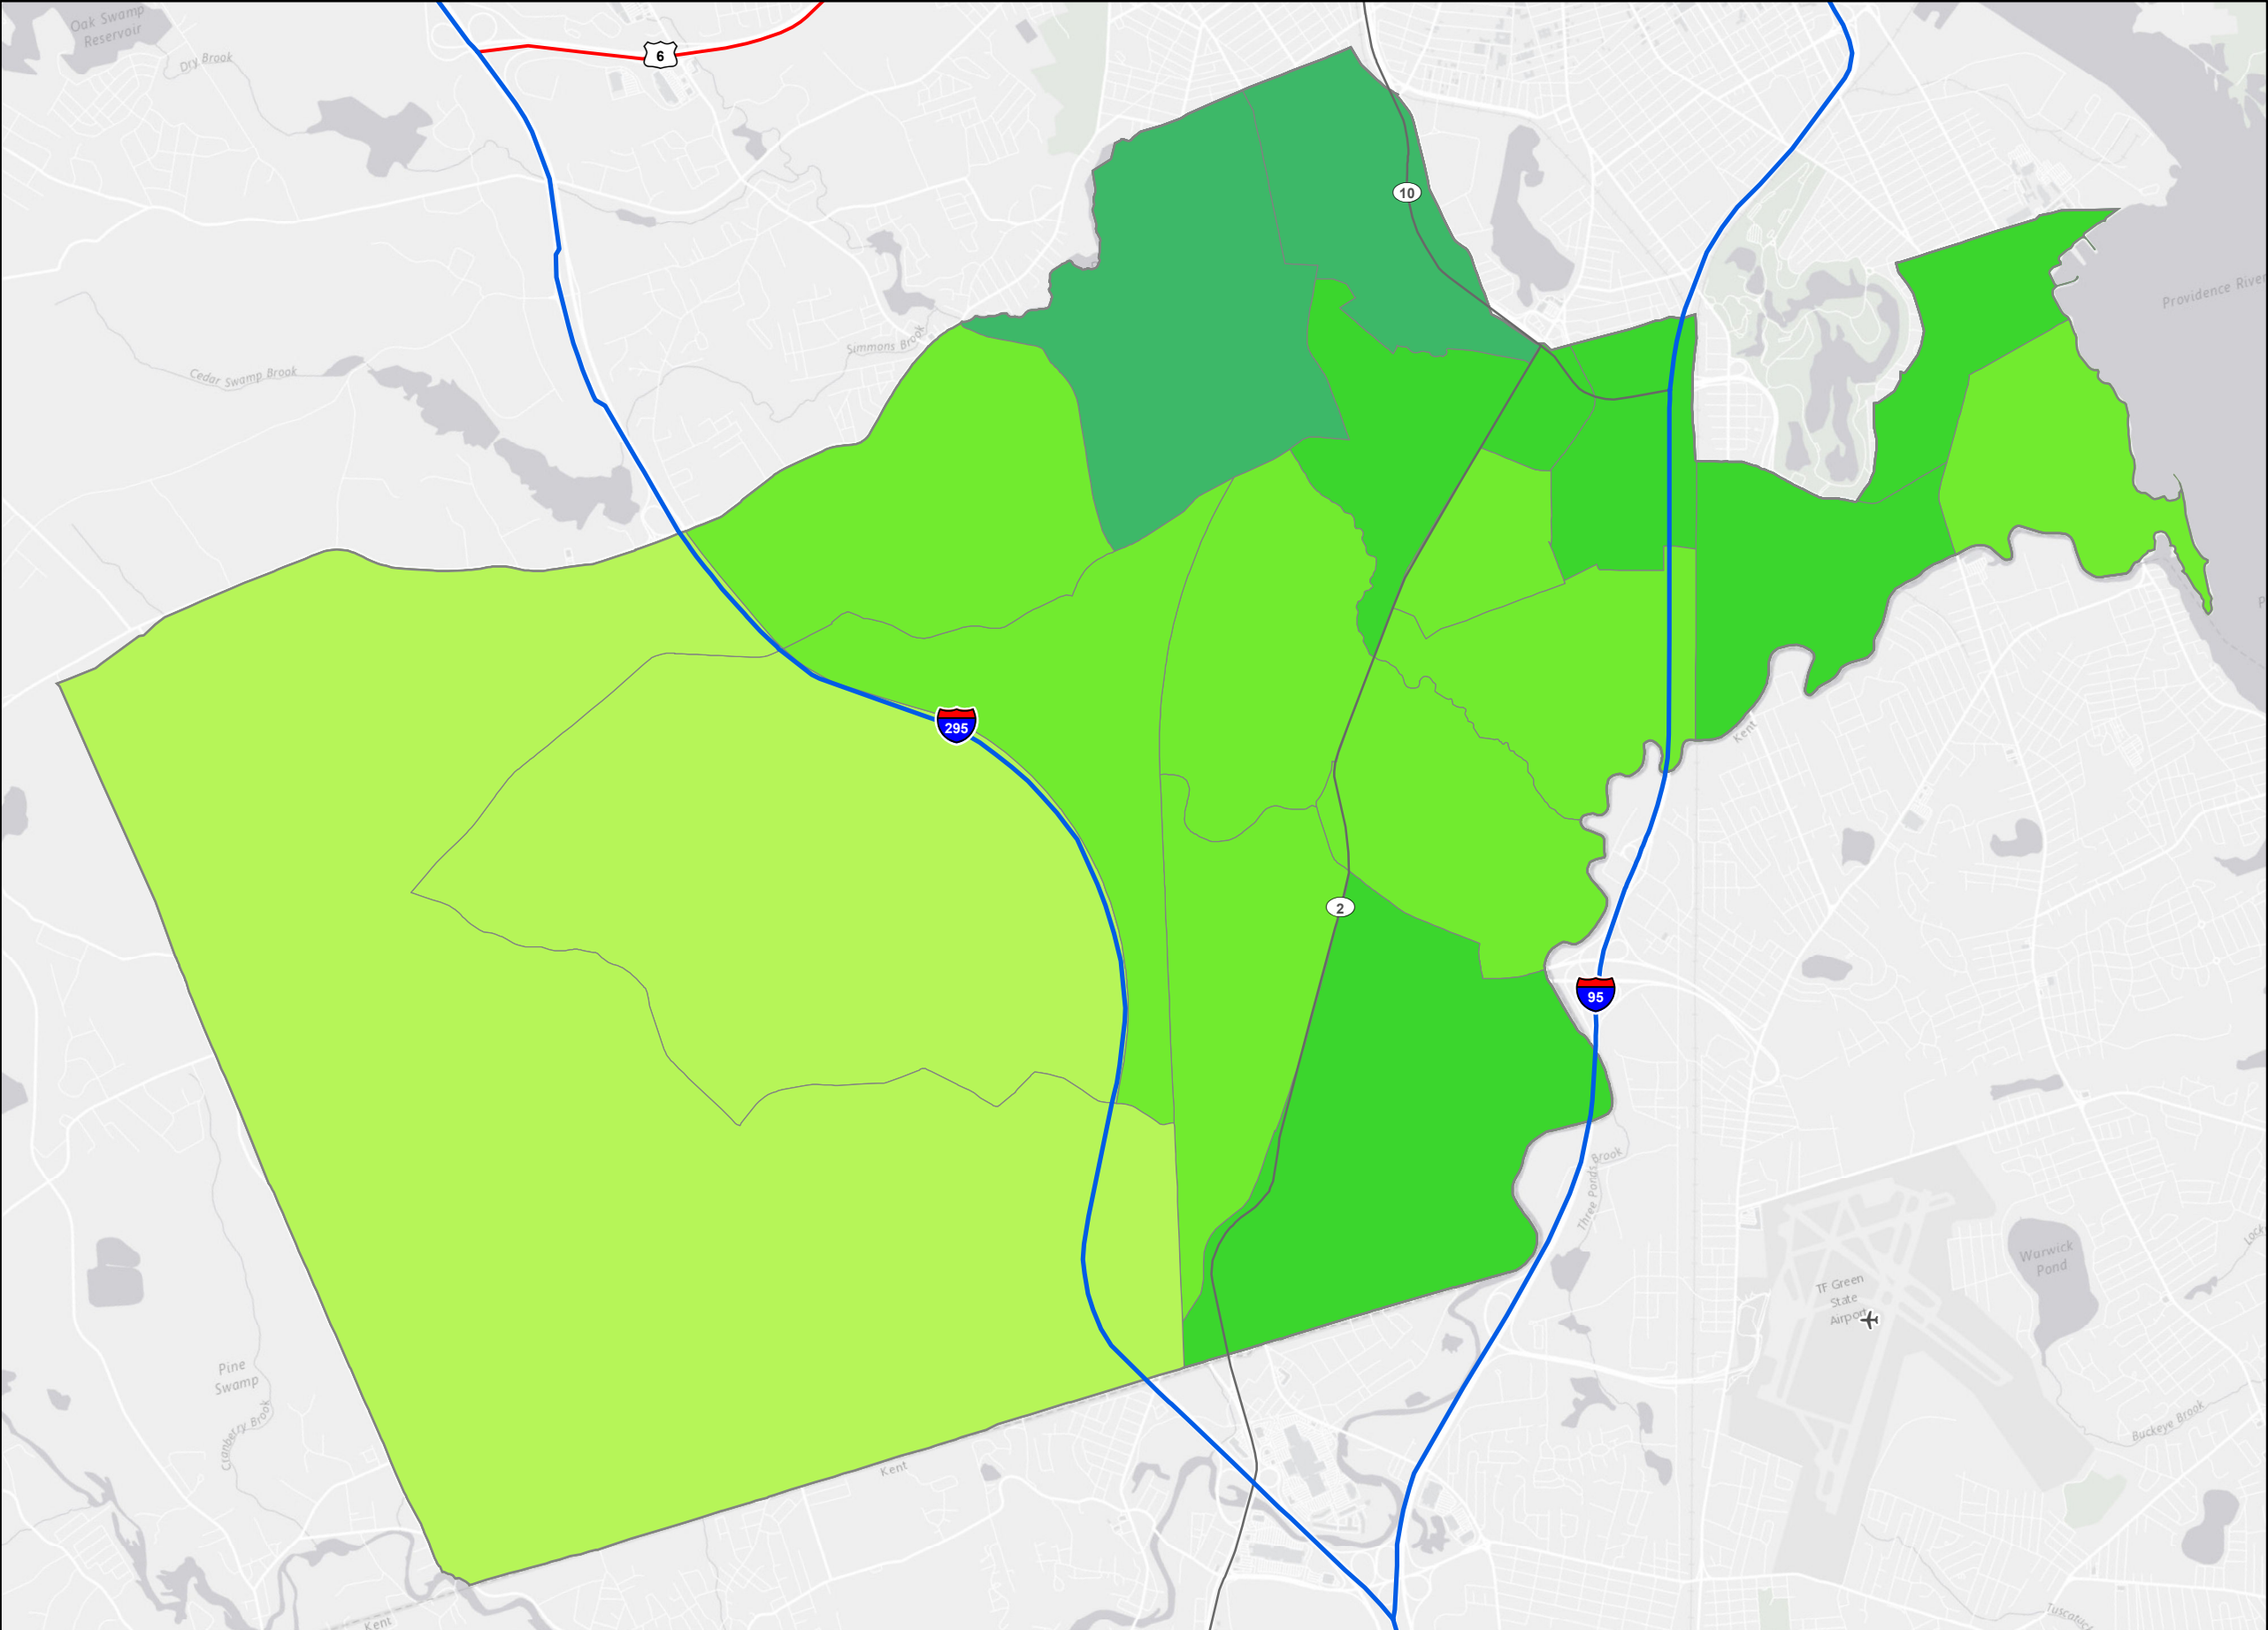 Oak Swamp
Reservoir
Dry Brook
6
10
Providence River
Simmons Brook
Cedar Swamp Brook
295
Kent
2
95
Three Ponds Brook
Warwick
Pond
TF Green
State
Airport
Pine
Swamp
Cranberry Brook
Buckeye Brook
Kent
Kent